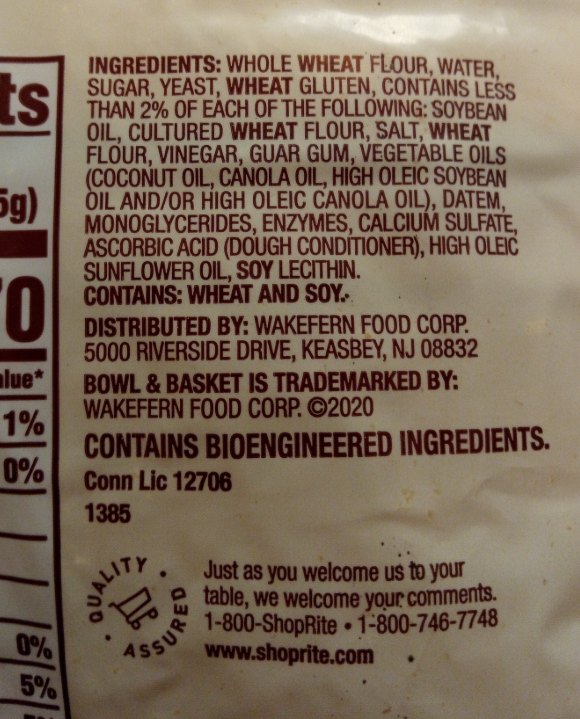 INGREDIENTS: WHOLE WHEAT FLOUR, WATER,
SUGAR, YEAST, WHEAT GLUTEN, CONTAINS LESS
THAN 2% OF EACH OF THE FOLLOWING: SOYBEAN
OIL, CULTURED WHEAT FLOUR, SALT, WHEAT
FLOUR, VINEGAR, GUAR GUM, VEGETABLE OILS
(COCONUT OIL, CANOLA OIL, HIGH OLEIC SOYBEAN
OIL AND/OR HIGH OLEIC CANOLA OIL), DATEM,
MONOGLYCERIDES, ENZYMES, CALCIUM SULFATE,
ASCORBIC ACID (DOUGH CONDITIONER), HIGH OLEIC
SUNFLOWER OIL, SOY LECITHIN.
CONTAINS: WHEAT AND SOY.
DISTRIBUTED BY: WAKEFERN FOOD CORP.
5000 RIVERSIDE DRIVE, KEASBEY, NJ 08832
BOWL & BASKET IS TRADEMARKED BY:
WAKEFERN FOOD CORP. ©2020
CONTAINS BIOENGINEERED INGREDIENTS.
Conn Lic 12706
1385
QUALITY • ASSURED •
Just as you welcome us to your
table, we welcome your comments.
1-800-ShopRite • 1-800-746-7748
www.shoprite.com
ts
5g)
0
alue*
1%
0%
0%
5%